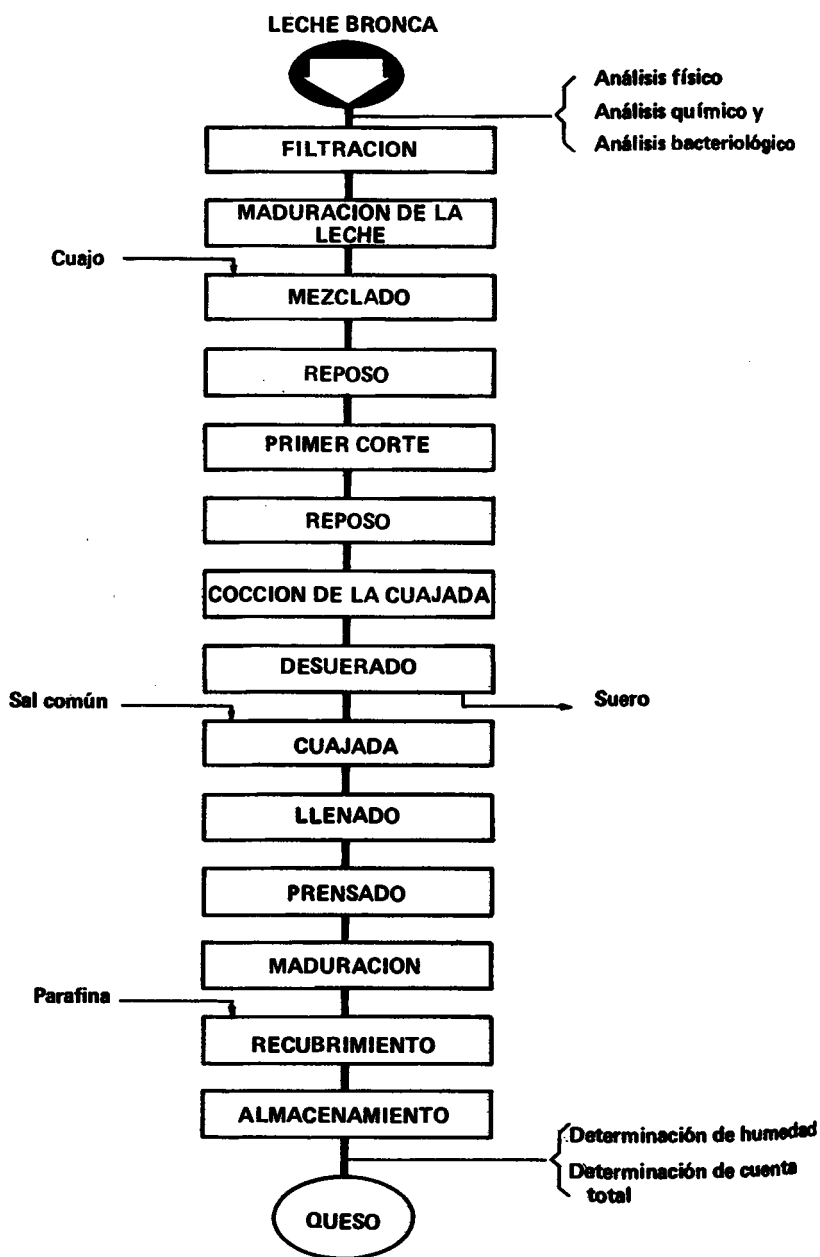 LECHE BRONCA
Análisis físico
Análisis químico y
Análisis bacteriológico
FILTRACION
MADURACION DE LA
LECHE
Cuajo
MEZCLADO
REPOSO
PRIMER CORTE
REPOSO
COCCION DE LA CUAJADA
DESUERADO
Sal común
Suero
CUAJADA
LLENADO
PRENSADO
MADURACION
Parafina
RECUBRIMIENTO
ALMACENAMIENTO
Determinación de humedad
Determinación de cuenta
total
QUESO